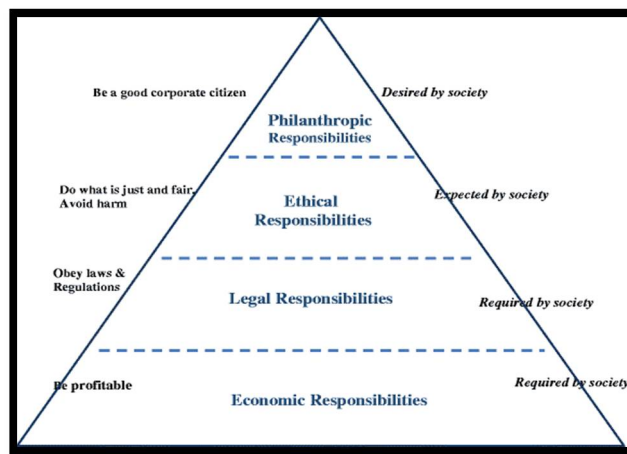 Be a good corporate citizen
Desired by society
Philanthropic
Responsibilities
Do what is just and fair,
Avoid harm
Expected by society
Ethical
Responsibilities
Obey laws &
Regulations
Legal Responsibilities
Required by society
Be profitable
Required by society
Economic Responsibilities